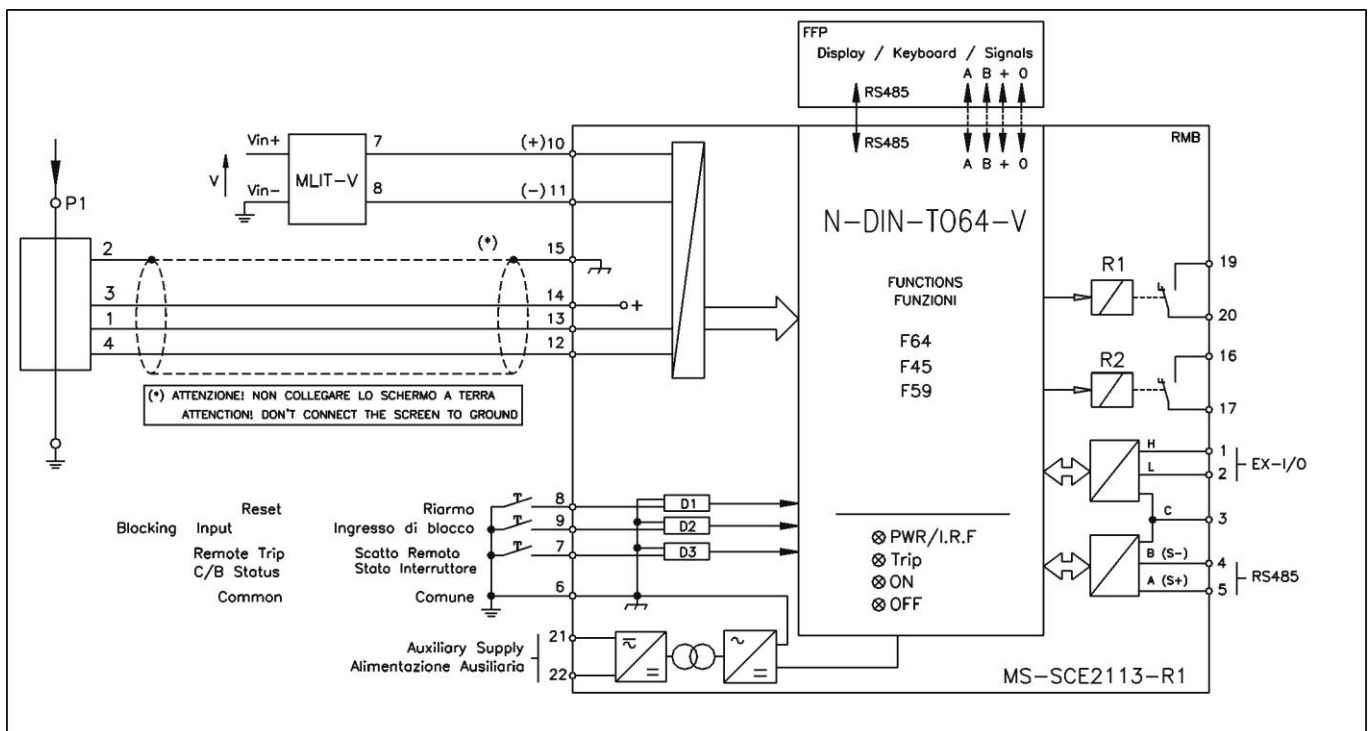 FFP
Display / Keyboard / Signals
A B + 0
RS485
RMB
RS485
A B + 0
Vin+
7
(+)10
V
MLIT-V
Vin-
8
(-)11
P1
N-DIN-TO64-V
2
(*)
15
3
14
+
1
13
4
12
FUNCTIONS
FUNZIONI
F64
F45
F59
R1
19
20
R2
16
17
(*) ATTENZIONE! NON COLLEGARE LO SCHERMO A TERRA
ATTENTION! DON'T CONNECT THE SCREEN TO GROUND
H
1
L
2
EX-I/O
C
3
B (S-)
4
A (S+)
5
RS485
Reset
Riarmo
8
D1
Blocking Input
Ingresso di blocco
9
D2
Remote Trip
Scatto Remoto
7
D3
C/B Status
Stato Interruttore
Common
Comune
6
PWR/I.R.F
Trip
ON
OFF
Auxiliary Supply
21
Alimentazione Ausiliaria
22
MS-SCE2113-R1